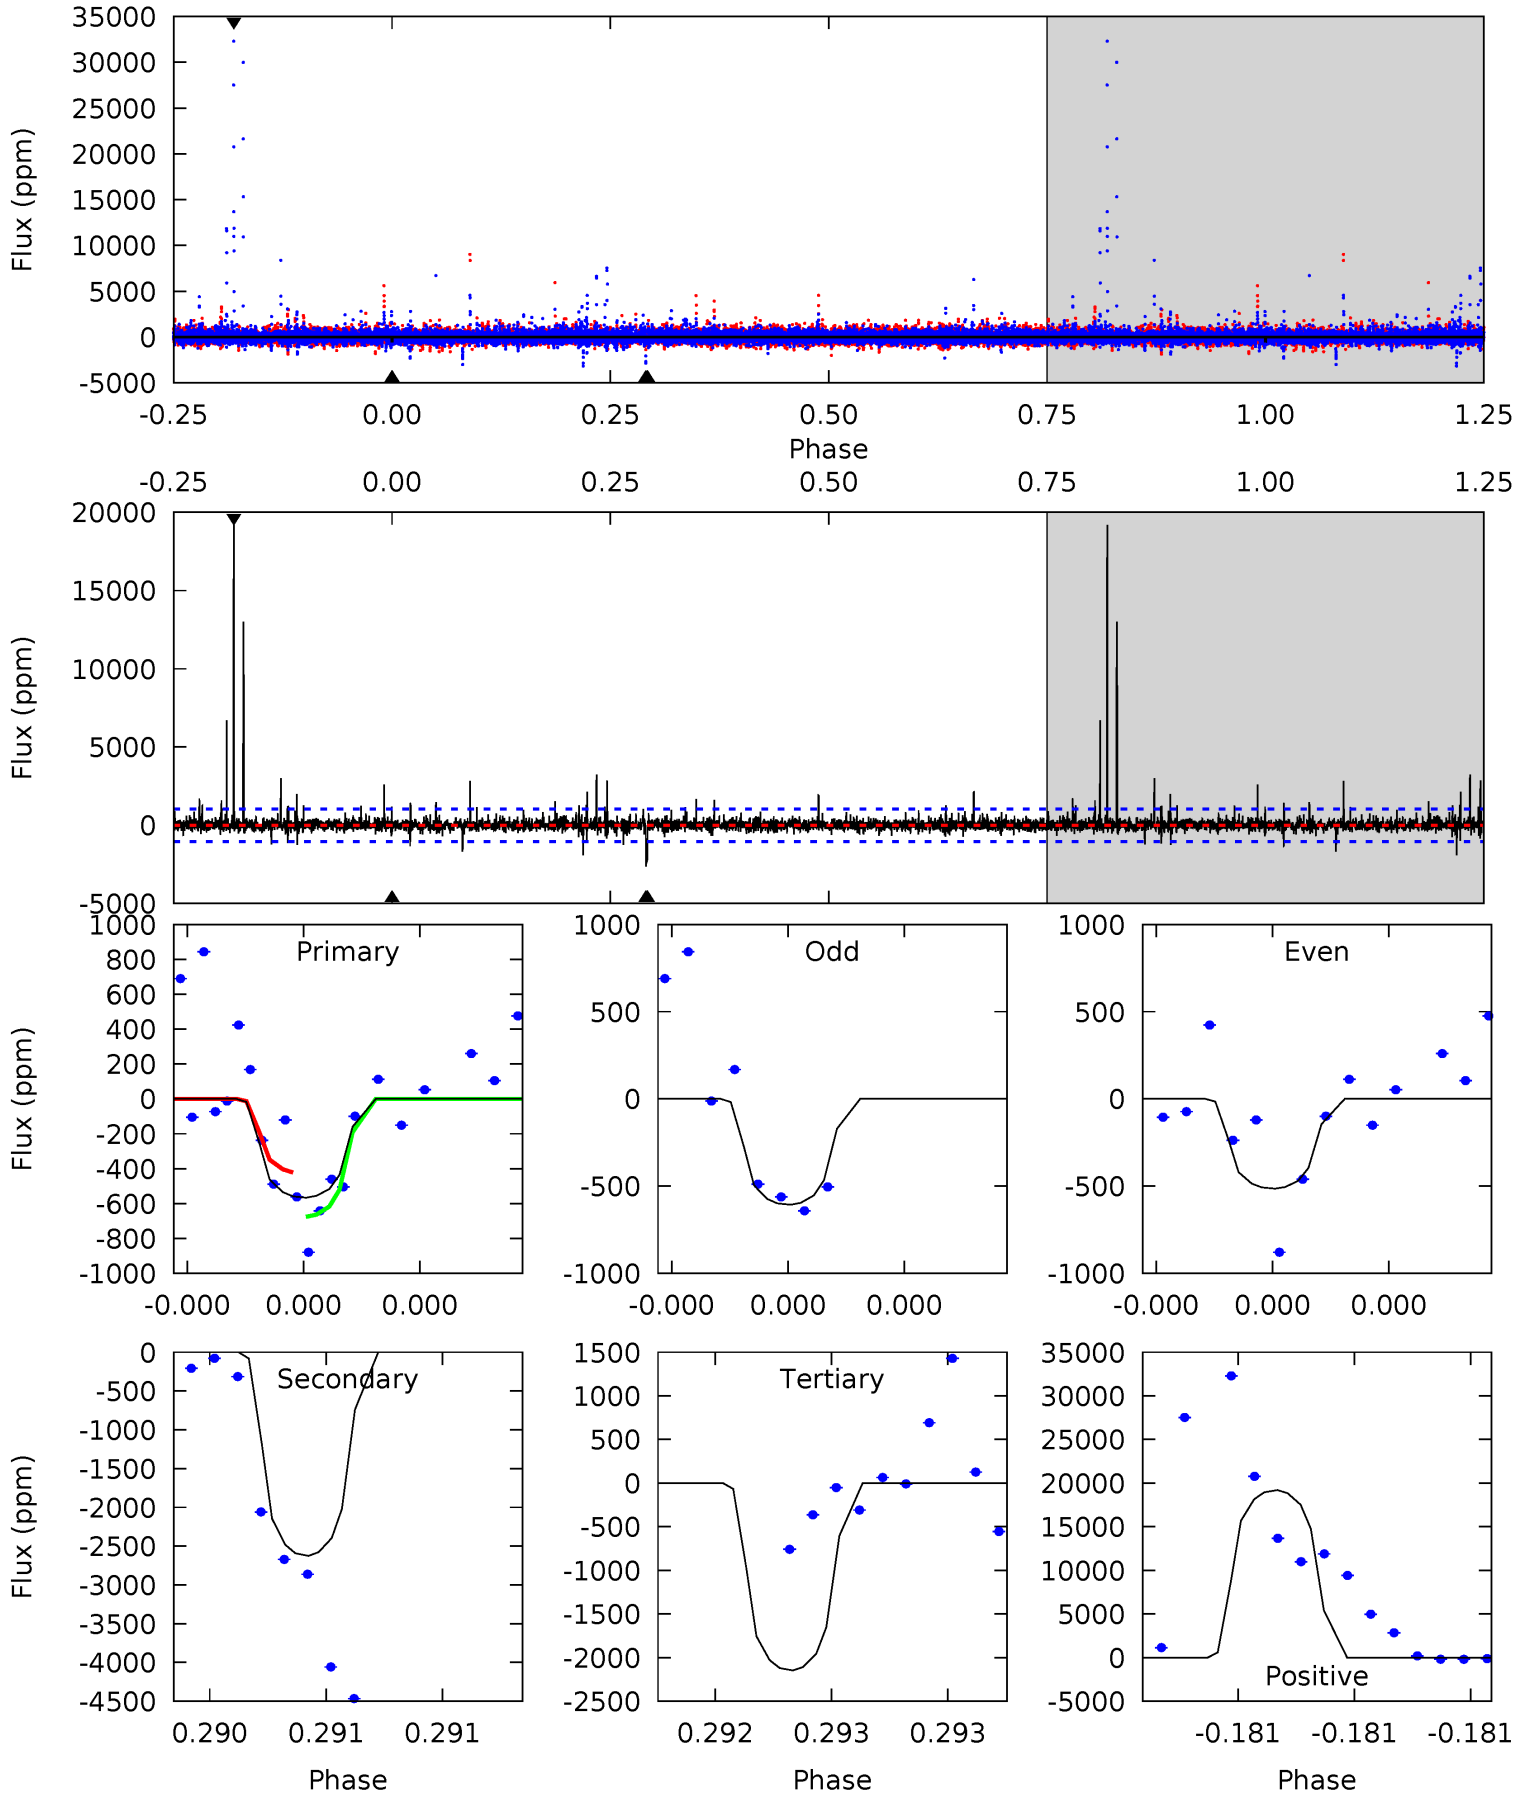 35000
30000
25000
20000
15000
10000
5000
0
-5000
Flux (ppm)
-0.25 0.00 0.25 0.50 0.75 1.00 1.25
Phase
-0.25 0.00 0.25 0.50 0.75 1.00 1.25
20000
15000
10000
5000
0
-5000
Flux (ppm)
Primary
1000
800
600
400
200
0
-200
-400
-600
-800
-1000
Flux (ppm)
-0.000 0.000 0.000
Odd
1000
500
0
-500
-1000
-0.000 0.000 0.000
Even
1000
500
0
-500
-1000
-0.000 0.000 0.000
Secondary
0
-500
-1000
-1500
-2000
-2500
-3000
-3500
-4000
-4500
Flux (ppm)
0.290 0.291 0.291
Phase
Tertiary
1500
1000
500
0
-500
-1000
-1500
-2000
-2500
0.292 0.293 0.293
Phase
Positive
35000
30000
25000
20000
15000
10000
5000
0
-5000
-0.181 -0.181 -0.181
Phase